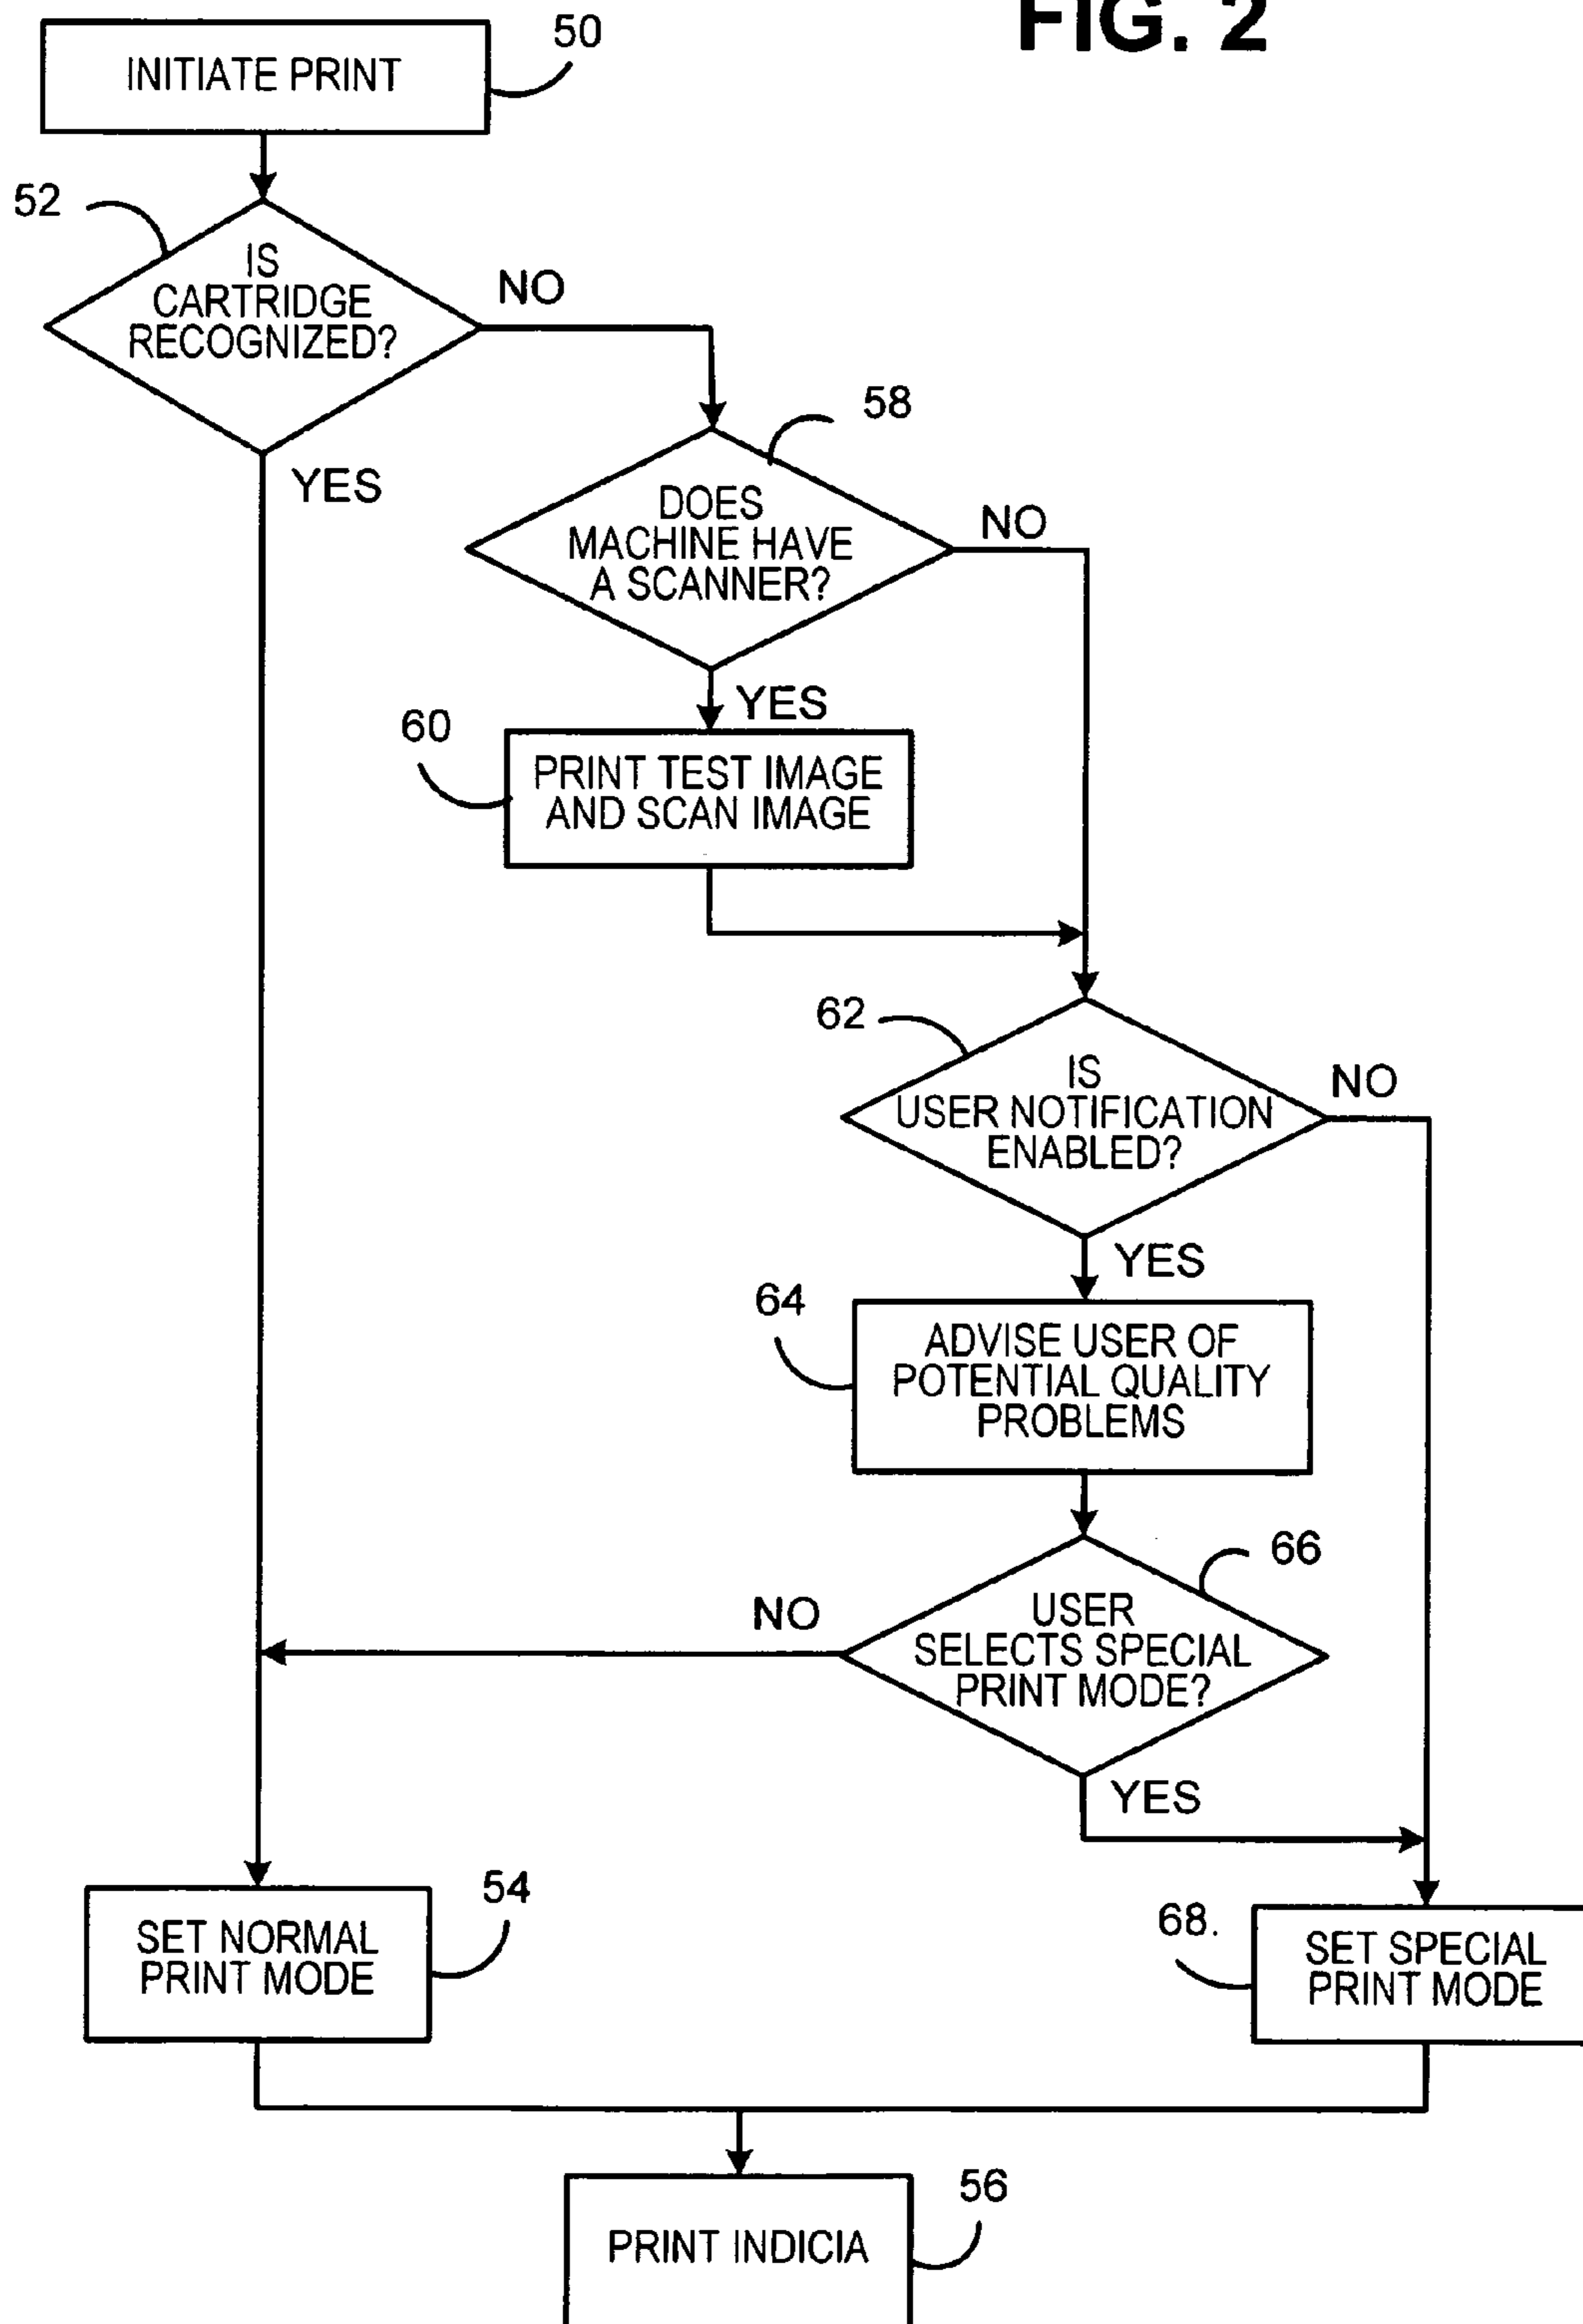 FIG. 2
50
INITIATE PRINT
52
IS
CARTRIDGE
RECOGNIZED?
NO
YES
58
DOES
MACHINE HAVE
A SCANNER?
NO
YES
60
PRINT TEST IMAGE
AND SCAN IMAGE
62
IS
USER NOTIFICATION
ENABLED?
NO
YES
64
ADVISE USER OF
POTENTIAL QUALITY
PROBLEMS
66
USER
SELECTS SPECIAL
PRINT MODE?
NO
YES
54
SET NORMAL
PRINT MODE
68.
SET SPECIAL
PRINT MODE
56
PRINT INDICIA